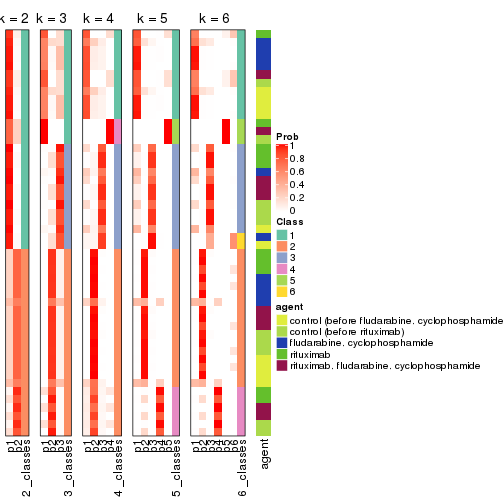 k = 2 k = 3 k = 4 k = 5 k = 6
Prob
1
0.8
0.6
0.4
0.2
0
Class
1
2
3
4
5
6
agent
control (before fludarabine. cyclophosphamide
control (before rituximab)
fludarabine. cyclophosphamide
rituximab
rituximab. fludarabine. cyclophosphamide
p1 p2 2_classes p1 p2 p3 3_classes p1 p2 p3 p4 4_classes p1 p2 p3 p4 p5 5_classes p1 p2 p3 p4 p5 p6 6_classes agent